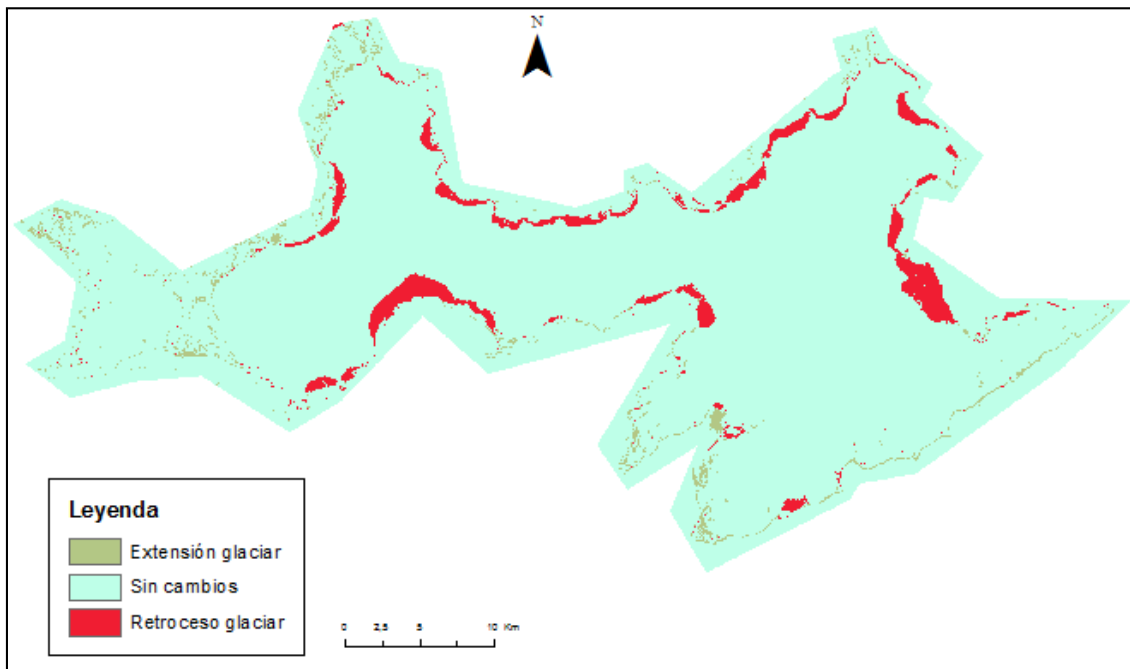 N
Leyenda
Extensión glaciar
Sin cambios
Retroceso glaciar
0 2,5 5 10 Km